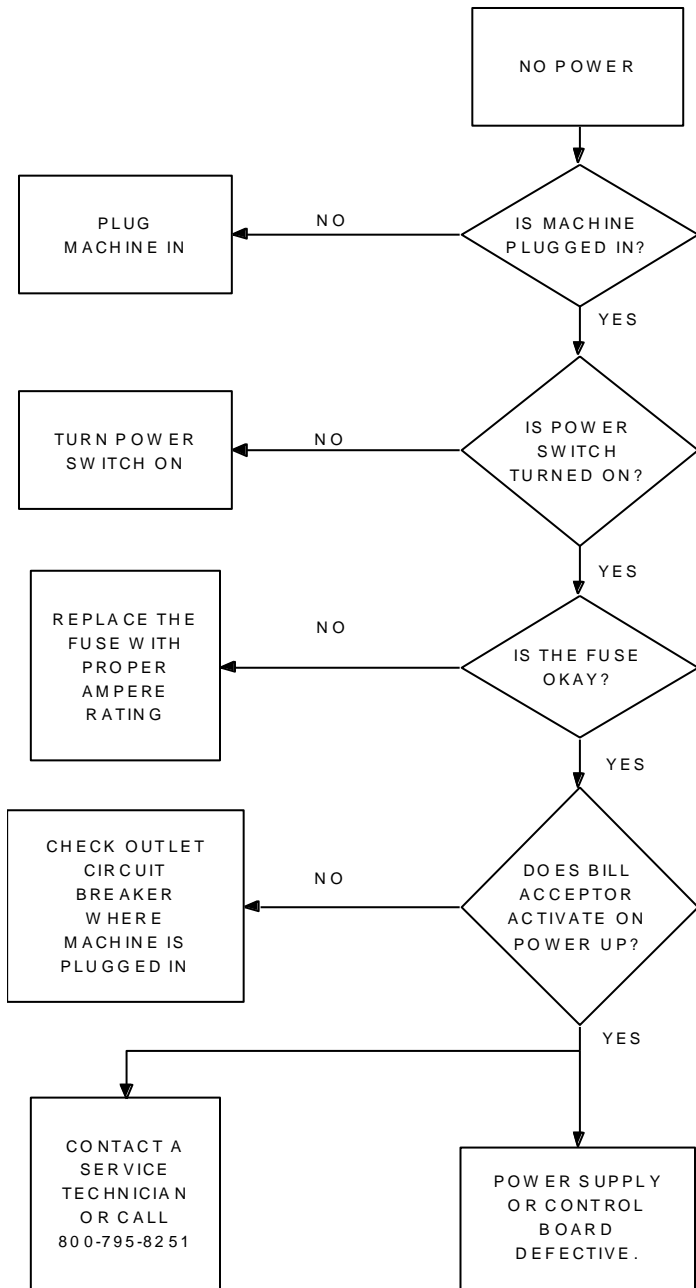 NO POWER
IS MACHINE
PLUGGED IN?
NO
PLUG
MACHINE IN
YES
IS POWER
SWITCH
TURNED ON?
NO
TURN POWER
SWITCH ON
YES
IS THE FUSE
OKAY?
NO
REPLACE THE
FUSE WITH
PROPER
AMPERE
RATING
YES
DOES BILL
ACCEPTOR
ACTIVATE ON
POWER UP?
NO
CHECK OUTLET
CIRCUIT
BREAKER
WHERE
MACHINE IS
PLUGGED IN
YES
CONTACT A
SERVICE
TECHNICIAN
OR CALL
800-795-8251
POWER SUPPLY
OR CONTROL
BOARD
DEFECTIVE.